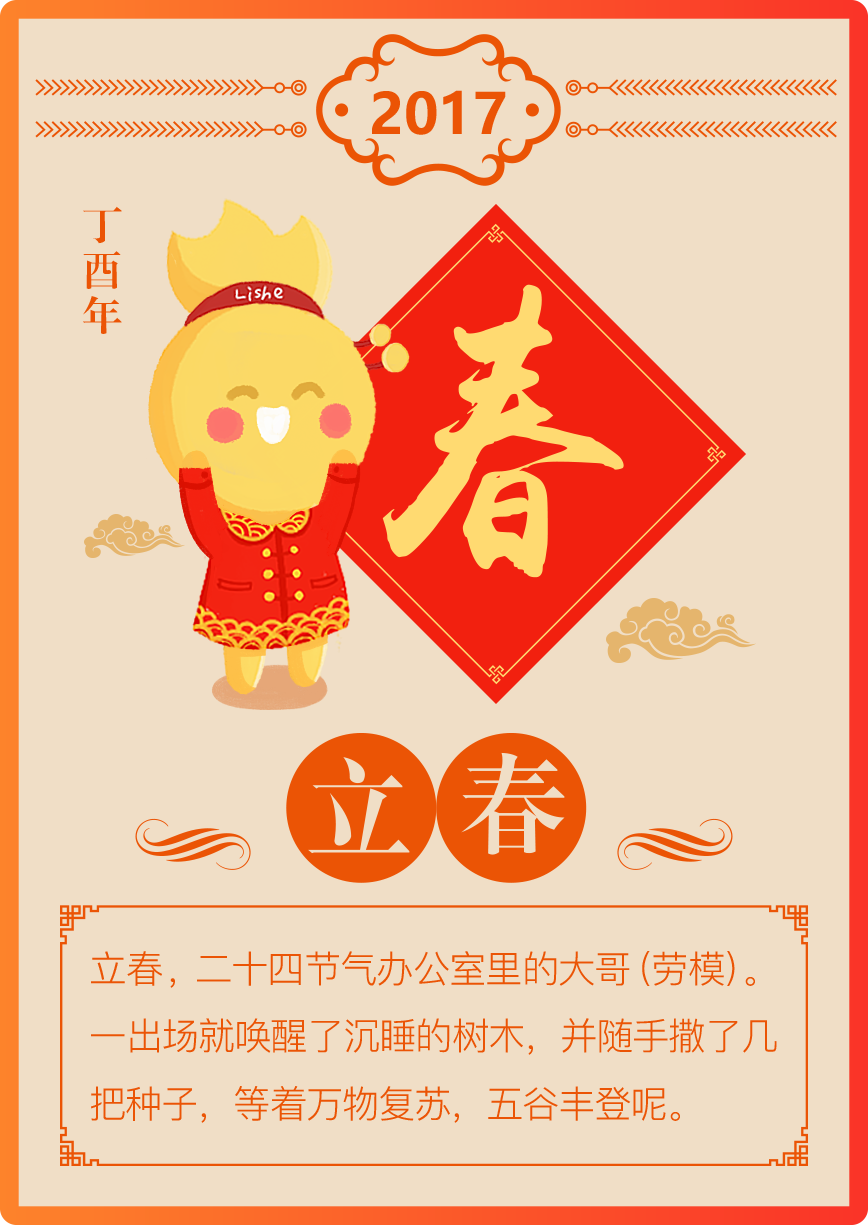 2017
丁酉年
Lishe
春
立春
立春，二十四节气办公室里的大哥（劳模）。
一出场就唤醒了沉睡的树木，并随手撒了几
把种子，等着万物复苏，五谷丰登呢。